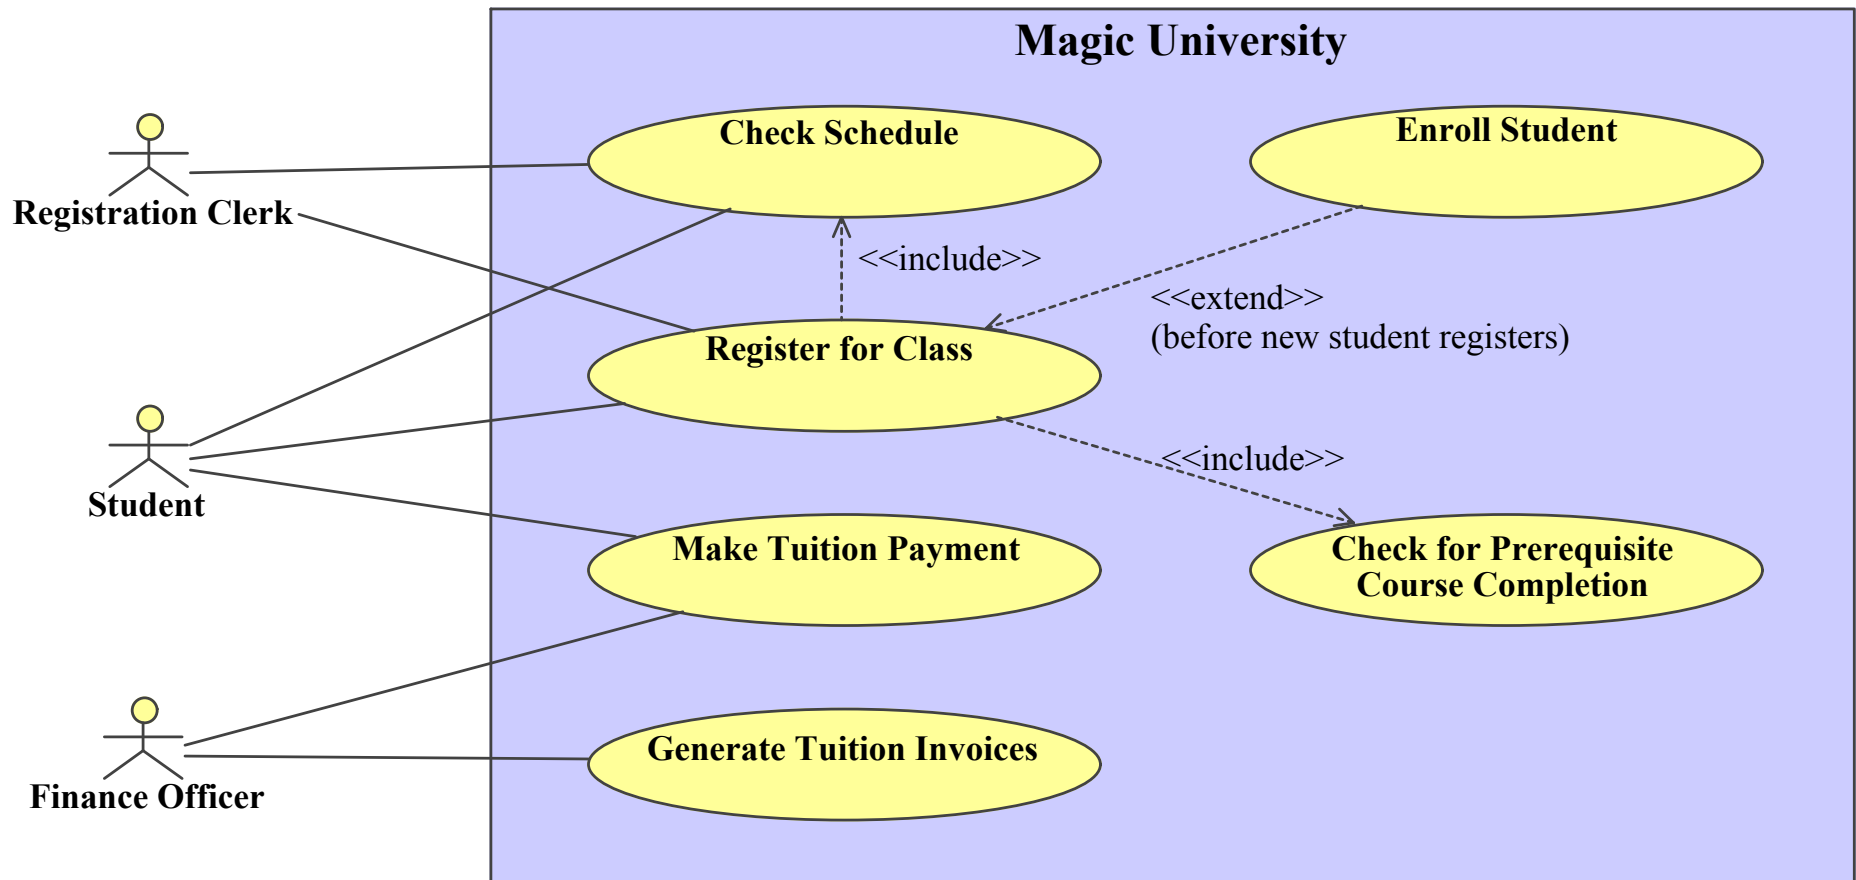 Magic University
Check Schedule
Enroll Student
Registration Clerk
<<include>>
<<extend>>
(before new student registers)
Register for Class
<<include>>
Student
Make Tuition Payment
Check for Prerequisite
Course Completion
Generate Tuition Invoices
Finance Officer